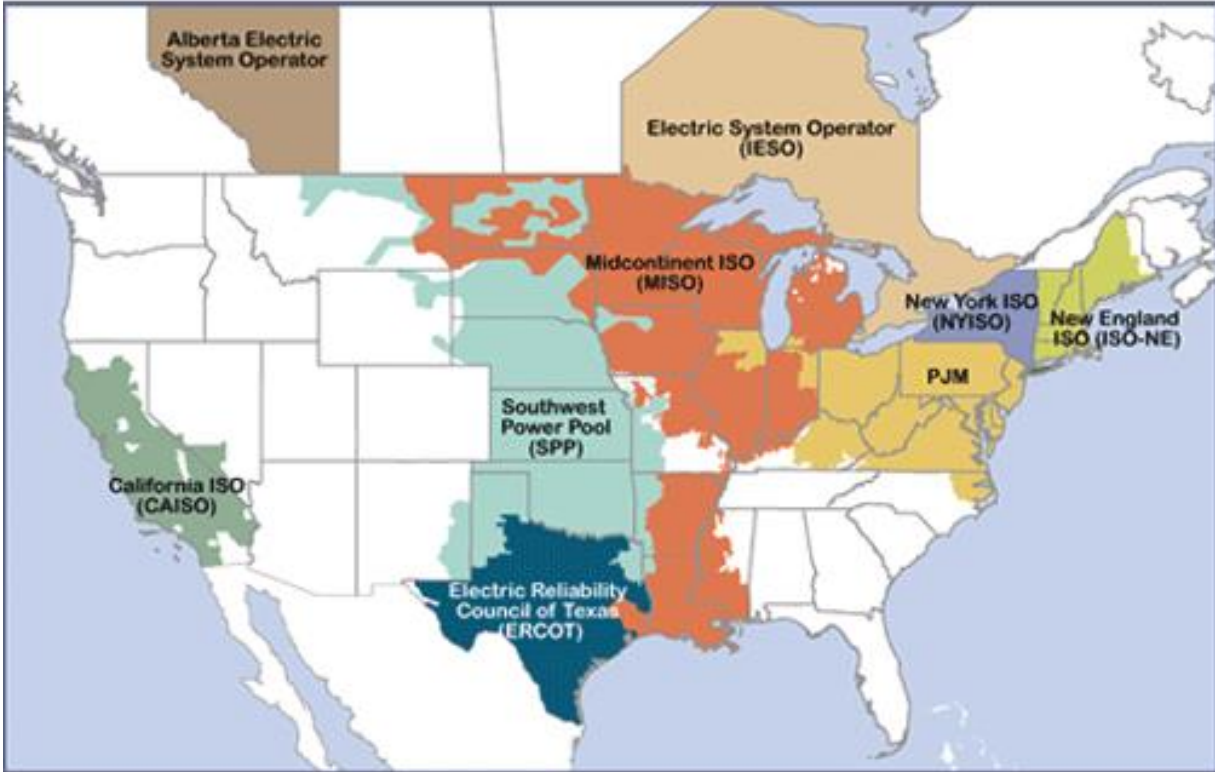 Alberta Electric
System Operator
Electric System Operator
(IESO)
Midcontinent ISO
(MISO)
New York ISO
(NYISO)
New England
ISO (ISO-NE)
PJM
Southwest
Power Pool
(SPP)
California ISO
(CAISO)
Electric Reliability
Council of Texas
(ERCOT)